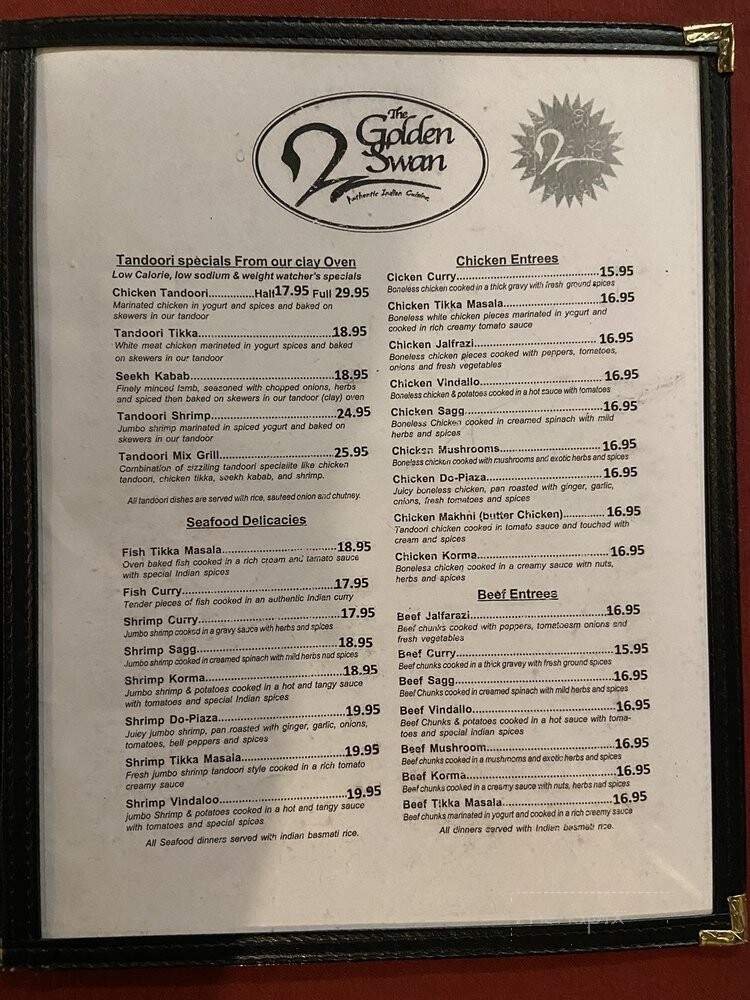 The
Golden
Swan
Authentic Indian Cuisine
Tandoori specials From our clay Oven
Low Calorie, low sodium & weight watcher's specials
Chicken Tandoori..............Half 17.95 Full 29.95
Marinated chicken in yogurt and spices and baked on
skewers in our tandoor
Tandoori Tikka.....................................18.95
White meat chicken marineted in yogurt spices and baked
on skewers in our tandoor
Seekh Kabab.......................................18.95
Finely minced lamb, seasoned with chopped onions, herbs
and spiced then baked on skewers in our tandoor (clay) oven
Tandoori Shrimp.................................24.95
Jumbo shrimp marinated in spiced yogurt and baked on
skewers in our tandoor
Tandoori Mix Grill...............................25.95
Combination of sizziling tandoori specialite like chicken
tandoori, chicken tikka, seekh kabab, and shrimp.
All tandoori dishes are served with rice, sauteed onion and chutney.
Seafood Delicacies
Fish Tikka Masala..............................18.95
Oven baked fish cooked in a rich cream and tamato sauce
with special Indian spices
Fish Curry.........................................17.95
Tender pieces of fish cooked in an authentic Indian curry
Shrimp Curry.....................................17.95
Jumbo shrimp cooked in a gravy sauce with herbs and spices
Shrimp Sagg......................................18.95
Jumbo shrimp cooked in creamed spinach with mild herbs nad spices
Shrimp Korma....................................18.95
Jumbo shrimp & potatoes cooked in a hot and tangy sauce
with tomatoes and special Indian spices
Shrimp Do-Piaza.................................19.95
Juicy jumbo shrimp, pan roasted with ginger, garlic, onions,
tomatoes, bell peppers and spices
Shrimp Tikka Masala..........................19.95
Fresh jumbo shrimp tandoori style cooked in a rich tomato
creamy sauce
Shrimp Vindaloo.................................19.95
jumbo Shrimp & potatoes cooked in a hot and tangy sauce
with tomatoes and special spices
All Seafood dinners served with indian basmati rice.
Chicken Entrees
Cicken Curry......................................15.95
Boneless chicken cooked in a thick gravy with fresh ground spices
Chicken Tikka Masala..........................16.95
Boneless white chicken pieces marinated in yogurt and
cooked in rich creamy tomato sauce
Chicken Jalfrazi..................................16.95
Boneless chicken pieces cooked with peppers, tomatoes,
onions and fresh vegetables
Chicken Vindallo.................................16.95
Boneless chicken & potatoes cooked in a hot sauce with tomatoes
Chicken Sagg.....................................16.95
Boneless Chicken cooked in creamed spinach with mild
herbs and spices
Chicken Mushrooms...........................16.95
Boneless chicken cooked with mushrooms and exotic herbs and spices
Chicken Do-Piaza...............................16.95
Juicy boneless chicken, pan roasted with ginger, garlic,
onions, fresh tomatoes and spices
Chicken Makhni (butter Chicken)...........16.95
Tandoori chicken cooked in tomato sauce and touched with
cream and spices
Chicken Korma...................................16.95
Boneless chicken cooked in a creamy sauce with nuts,
herbs and spices
Beef Entrees
Beef Jalfarazi....................................16.95
Beef chunks cooked with poppers, tomatoesm onions and
fresh vegetables
Beef Curry.........................................15.95
Beef chunks cooked in a thick gravey with fresh ground spices
Beef Sagg..........................................16.95
Beef Chunks cooked in creamed spinach with mild herbs and spices
Beef Vindallo.....................................16.95
Beef Chunks & potatoes cooked in a hot sauce with toma-
toes and special Indian spices
Beef Mushroom..................................16.95
Beef chunks cooked in a mushrooms and exotic herbs and spices
Beef Korma........................................16.95
Beef chunks cooked in a creamy sauce with nuts, herbs nad spices
Beef Tikka Masala..............................16.95
Beef chunks marinated in yogurt and cooked in a rich creemy sauce
All dinners served with Indian basmati rice.